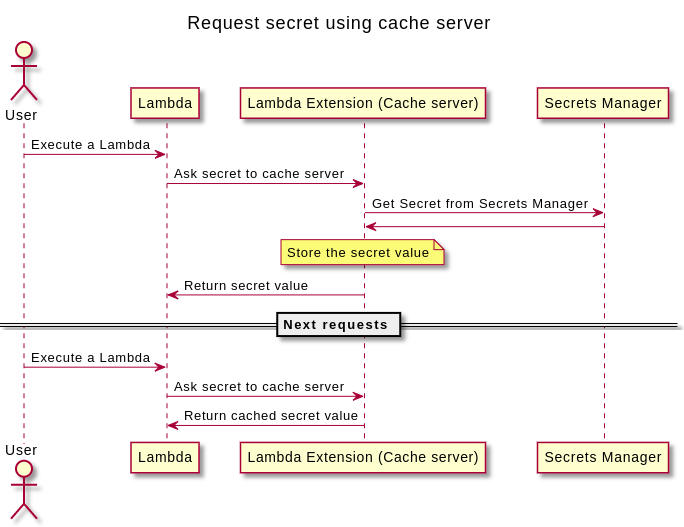 Request secret using cache server
User
Lambda
Lambda Extension (Cache server)
Secrets Manager
Execute a Lambda
Ask secret to cache server
Get Secret from Secrets Manager
Store the secret value
Return secret value
Next requests
Execute a Lambda
Ask secret to cache server
Return cached secret value
User
Lambda
Lambda Extension (Cache server)
Secrets Manager